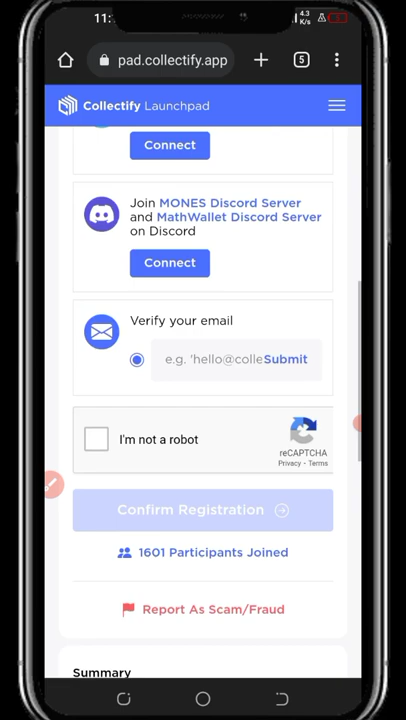 11:
4.3
K/s
pad.collectify.app
5
Collectify Launchpad
Connect
Join MONES Discord Server
and MathWallet Discord Server
on Discord
Connect
Verify your email
e.g. 'hello@colle
Submit
I'm not a robot
reCAPTCHA
Privacy - Terms
Confirm Registration
1601 Participants Joined
Report As Scam/Fraud
Summary